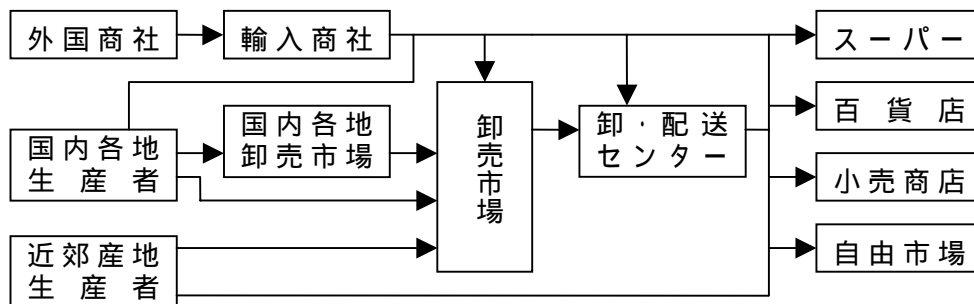 外国商社
輸入商社
スーパー
百貨店
国内各地
生産者
国内各地
卸売市場
卸売市場
卸・配送
センター
小売商店
自由市場
近郊産地
生産者